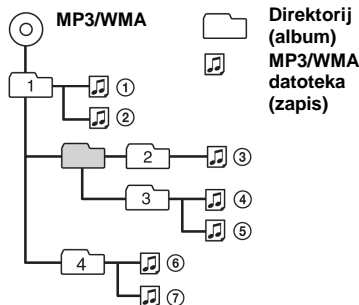 MP3/WMA
Direktorij
(album)
MP3/WMA
datoteka
(zapis)
1
①
②
2
③
3
④
⑤
4
⑥
⑦